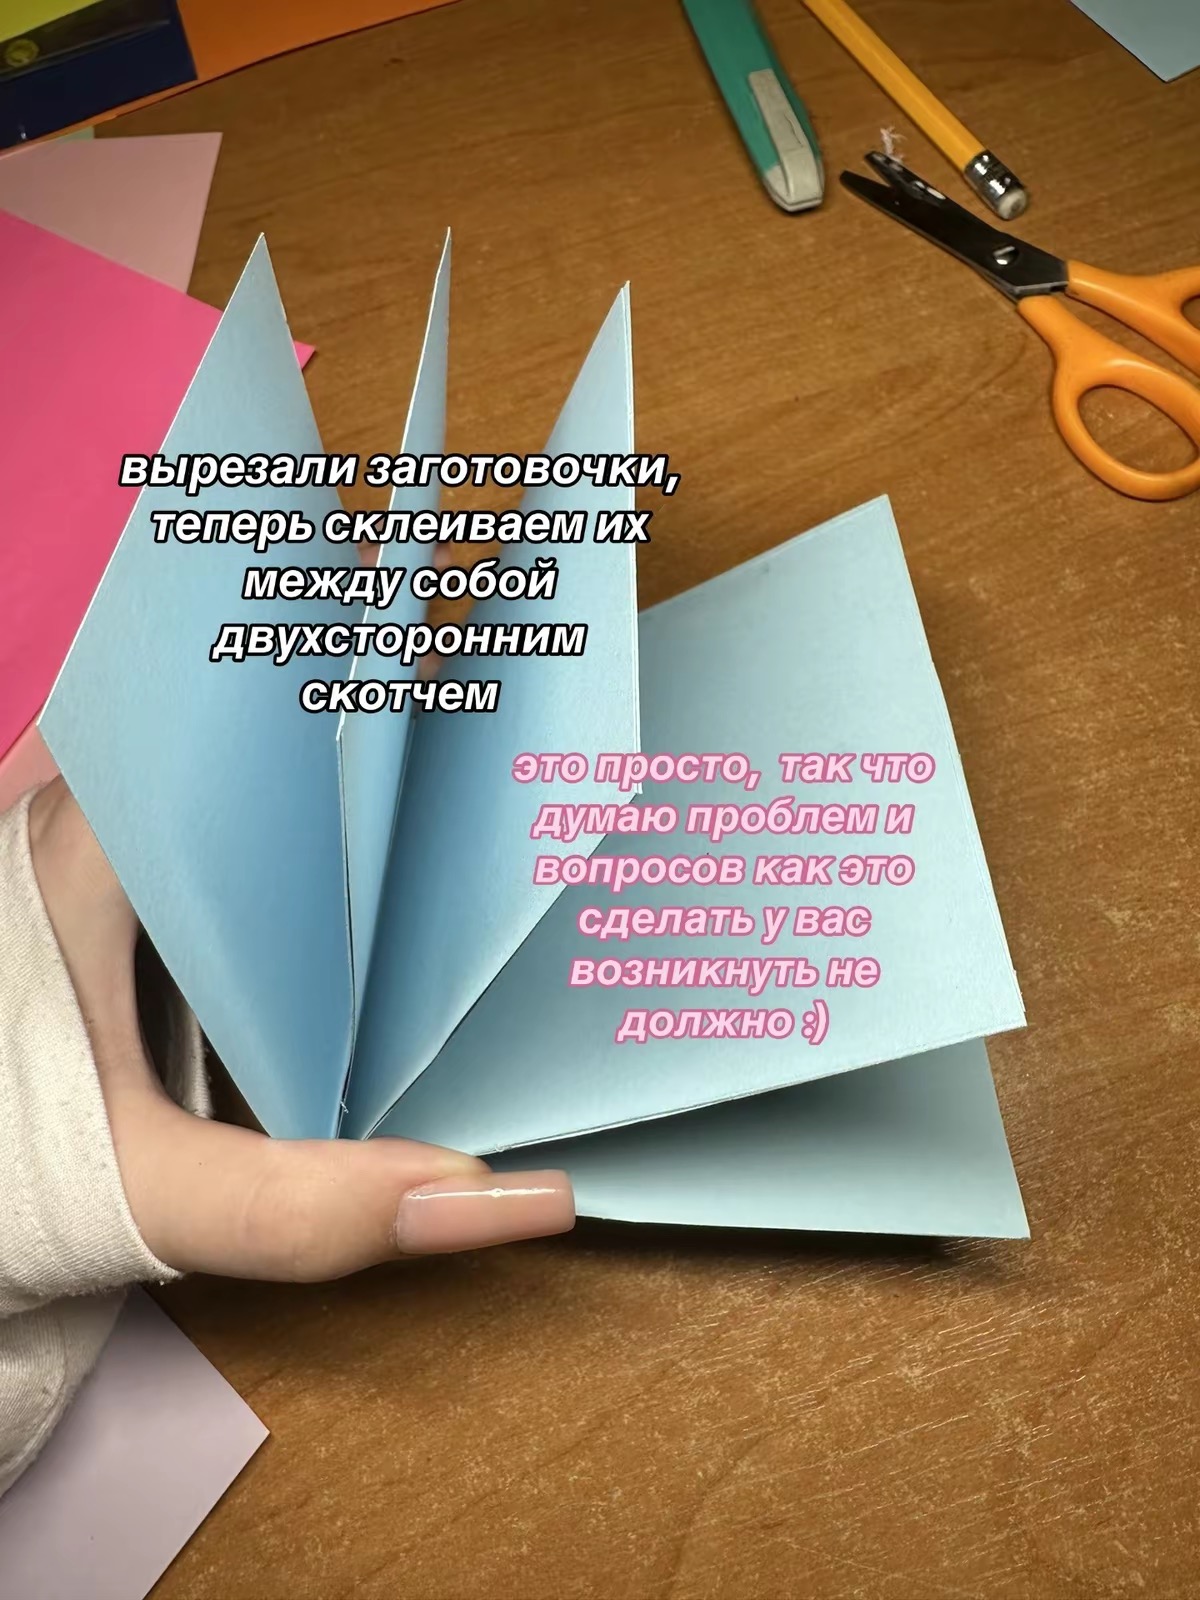 вырезали заготовочки,
теперь склеиваем их
между собой
двухсторонним
скотчем
это просто, так что
думаю проблем и
вопросов как это
сделать у вас
возникнуть не
должно :)